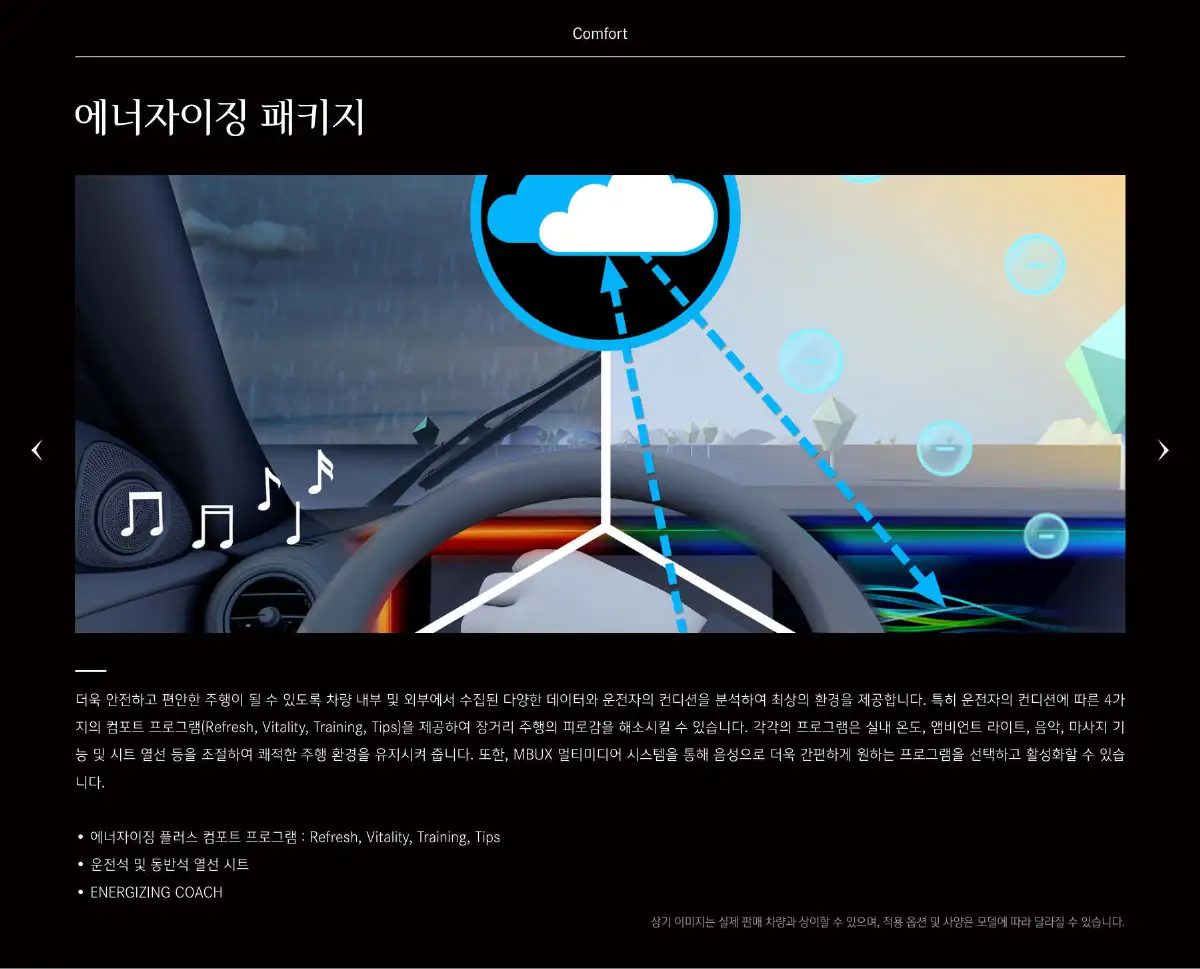 Comfort
에너자이징 패키지
더욱 안전하고 편안한 주행이 될 수 있도록 차량 내부 및 외부에서 수집된 다양한 데이터와 운전자의 컨디션을 분석하여 최상의 환경을 제공합니다. 특히 운전자의 컨디션에 따른 4가
지의 컴포트 프로그램(Refresh, Vitality, Training, Tips)을 제공하여 장거리 주행의 피로감을 해소시킬 수 있습니다. 각각의 프로그램은 실내 온도, 앰비언트 라이트, 음악, 마사지 기
능 및 시트 열선 등을 조절하여 쾌적한 주행 환경을 유지시켜 줍니다. 또한, MBUX 멀티미디어 시스템을 통해 음성으로 더욱 간편하게 원하는 프로그램을 선택하고 활성화할 수 있습
니다.
• 에너자이징 플러스 컴포트 프로그램 : Refresh, Vitality, Training, Tips
• 운전석 및 동반석 열선 시트
• ENERGIZING COACH
상기 이미지는 실제 판매 차량과 상이할 수 있으며, 적용 옵션 및 사양은 모델에 따라 달라질 수 있습니다.